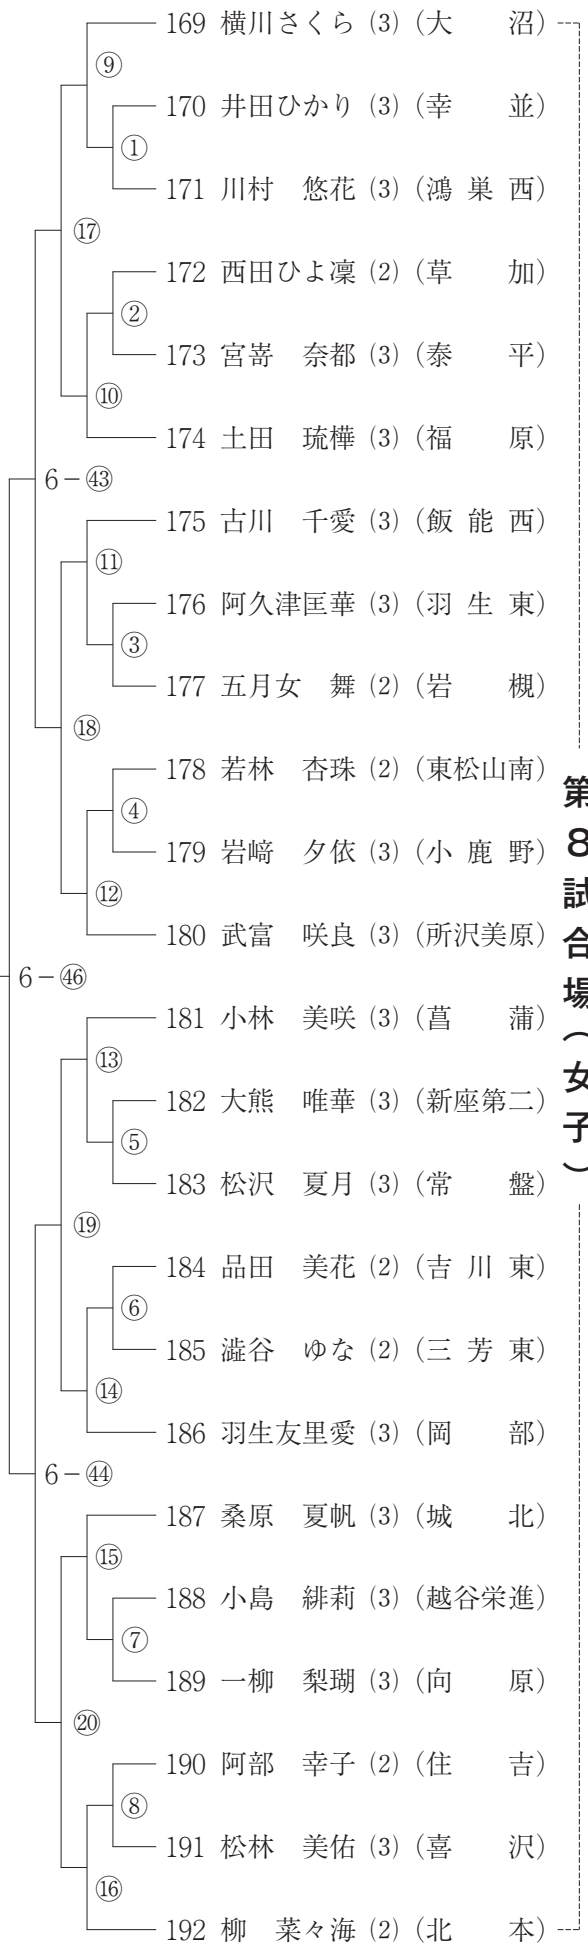 169 横川さくら (3) (大　　沼)
⑨
170 井田ひかり (3) (幸　　並)
①
171 川村　悠花 (3) (鴻 巣 西)
⑰
172 西田ひよ凜 (2) (草　　加)
②
173 宮嵜　奈都 (3) (泰　　平)
⑩
174 土田　琉樺 (3) (福　　原)
6－㊸
175 古川　千愛 (3) (飯 能 西)
⑪
176 阿久津匡華 (3) (羽 生 東)
③
177 五月女　舞 (2) (岩　　槻)
⑱
178 若林　杏珠 (2) (東松山南)
④
179 岩﨑　夕依 (3) (小 鹿 野)
⑫
180 武富　咲良 (3) (所沢美原)
6－㊻
181 小林　美咲 (3) (菖　　蒲)
⑬
182 大熊　唯華 (3) (新座第二)
⑤
183 松沢　夏月 (3) (常　　盤)
⑲
184 品田　美花 (2) (吉 川 東)
⑥
185 澁谷　ゆな (2) (三 芳 東)
⑭
186 羽生友里愛 (3) (岡　　部)
6－㊹
187 桑原　夏帆 (3) (城　　北)
⑮
188 小島　緋莉 (3) (越谷栄進)
⑦
189 一柳　梨瑚 (3) (向　　原)
⑳
190 阿部　幸子 (2) (住　　吉)
⑧
191 松林　美佑 (3) (喜　　沢)
⑯
192 柳　菜々海 (2) (北　　本)
第８試合場（女子）